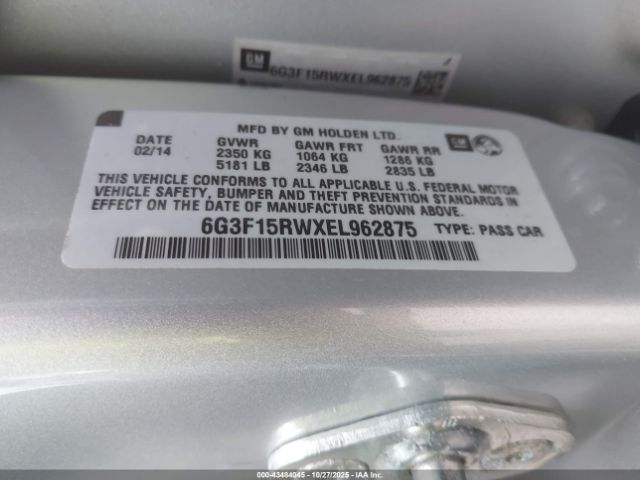 GM
6G3F15RWXEL962875
MFD BY GM HOLDEN LTD.
DATE GVWR GAWR FRT GAWR RR GM
02/14 2350 KG 1064 KG 1286 KG
5181 LB 2346 LB 2835 LB
THIS VEHICLE CONFORMS TO ALL APPLICABLE U.S. FEDERAL MOTOR
VEHICLE SAFETY, BUMPER AND THEFT PREVENTION STANDARDS IN
EFFECT ON THE DATE OF MANUFACTURE SHOWN ABOVE.
6G3F15RWXEL962875 TYPE: PASS CAR
000-43484045 - 10/27/2025 - IAAI.COM